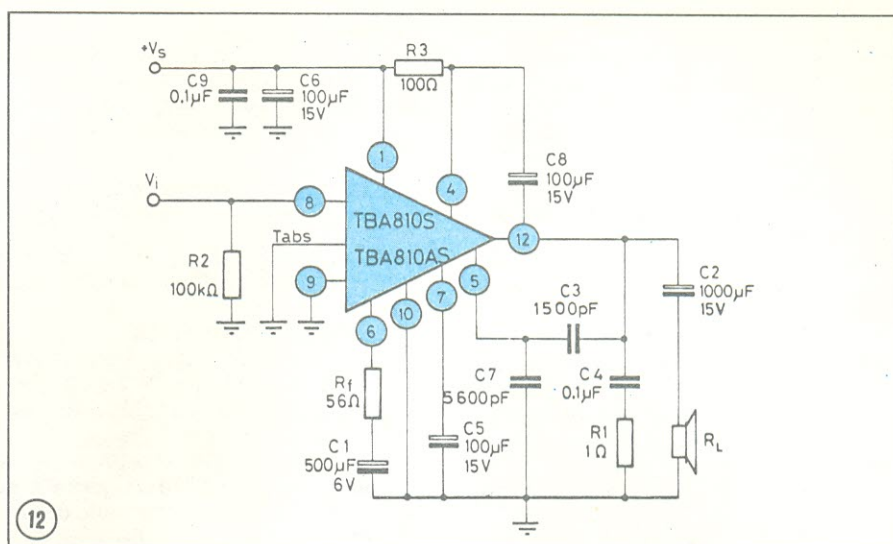 +Vs
C9
0.1µF
C6
100µF
15V
R3
100Ω
1
4
C8
100µF
15V
Vi
8
TBA810S
TBA810AS
12
Tabs
R2
100kΩ
9
6
10
7
5
C3
1500pF
C2
1000µF
15V
Rf
56Ω
C7
5600pF
C4
0.1µF
C1
500µF
6V
C5
100µF
15V
R1
1Ω
RL
12